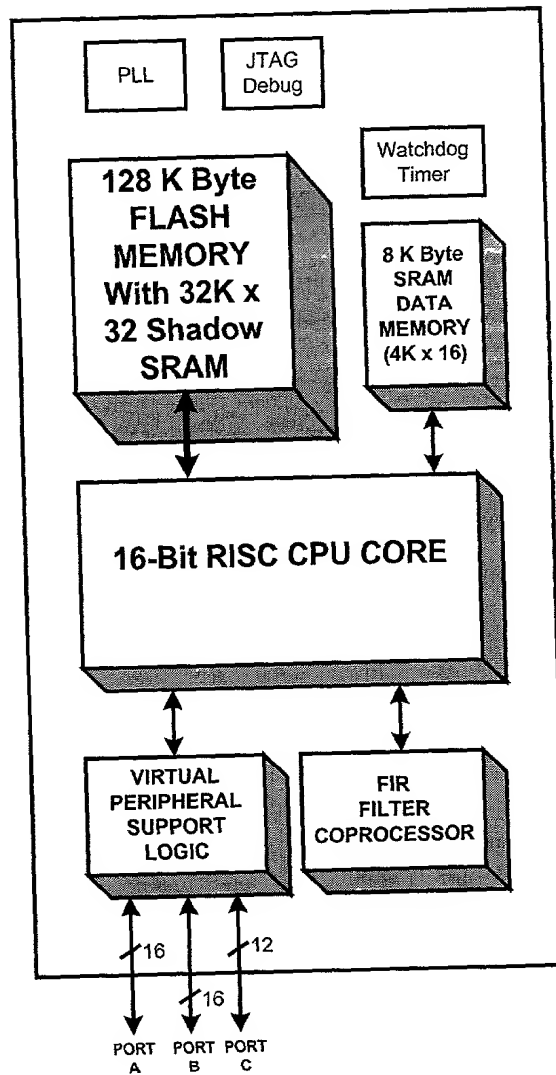 PLL
JTAG
Debug
Watchdog
Timer
128 K Byte
FLASH
MEMORY
With 32K x
32 Shadow
SRAM
8 K Byte
SRAM
DATA
MEMORY
(4K x 16)
16-Bit RISC CPU CORE
VIRTUAL
PERIPHERAL
SUPPORT
LOGIC
FIR
FILTER
COPROCESSOR
16
16
12
PORT
A
PORT
B
PORT
C